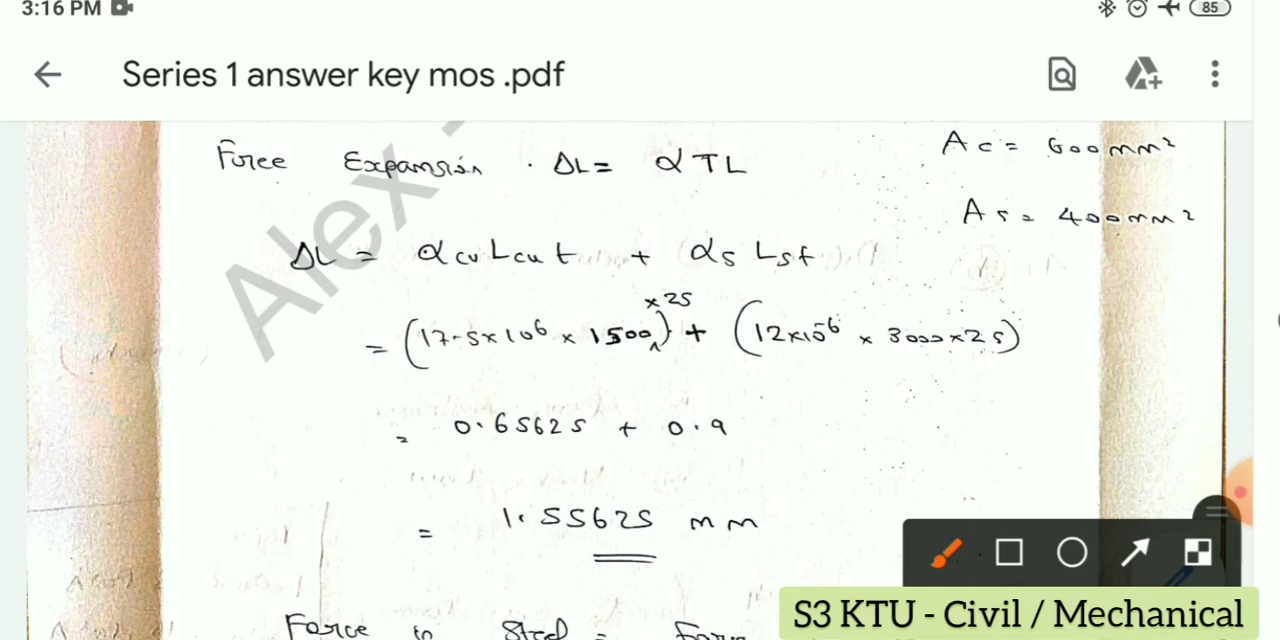 3:16 PM
85
Series 1 answer key mos .pdf
Alex -
Force Expansion . ΔL = αTL
Ac = 600mm²
As = 400mm²
ΔL = αcu Lcu t + αs Lst
= (17.5×10⁶ × 1500 ×25) + (12×10⁶ × 3000×25)
= 0.65625 + 0.9
= 1.55625 mm
Force in Steel = Force
S3 KTU - Civil / Mechanical